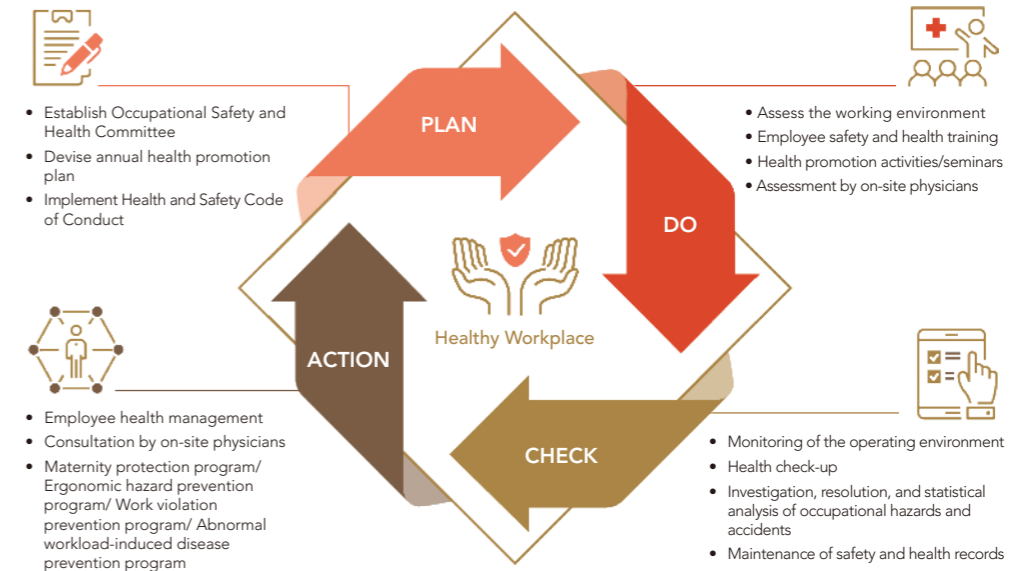 PLAN
• Establish Occupational Safety and
Health Committee
• Devise annual health promotion
plan
• Implement Health and Safety Code
of Conduct
DO
• Assess the working environment
• Employee safety and health training
• Health promotion activities/seminars
• Assessment by on-site physicians
Healthy Workplace
ACTION
• Employee health management
• Consultation by on-site physicians
• Maternity protection program/
Ergonomic hazard prevention
program/ Work violation
prevention program/ Abnormal
workload-induced disease
prevention program
CHECK
• Monitoring of the operating environment
• Health check-up
• Investigation, resolution, and statistical
analysis of occupational hazards and
accidents
• Maintenance of safety and health records